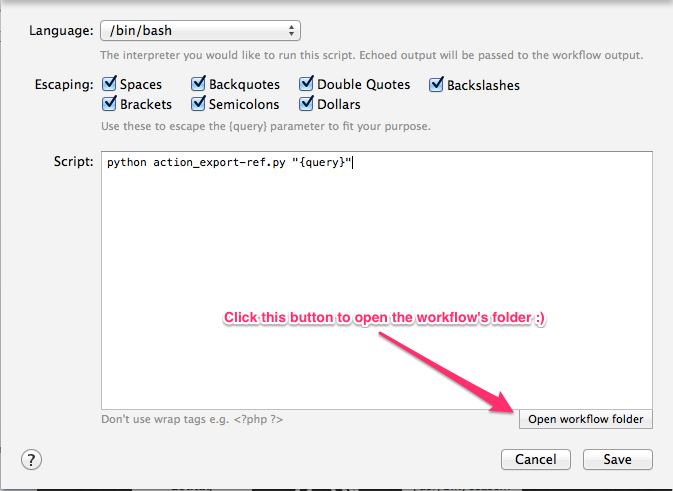 Language: /bin/bash
The interpreter you would like to run this script. Echoed output will be passed to the workflow output.
Escaping: Spaces Backquotes Double Quotes Backslashes
Brackets Semicolons Dollars
Use these to escape the {query} parameter to fit your purpose.
Script: python action_export-ref.py "{query}"
Click this button to open the workflow's folder :)
Don't use wrap tags e.g. <?php ?>
Open workflow folder
? Cancel Save